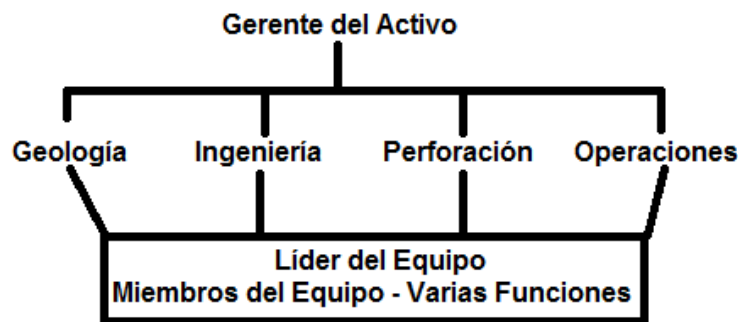 Gerente del Activo
Geología Ingeniería Perforación Operaciones
Líder del Equipo
Miembros del Equipo - Varias Funciones